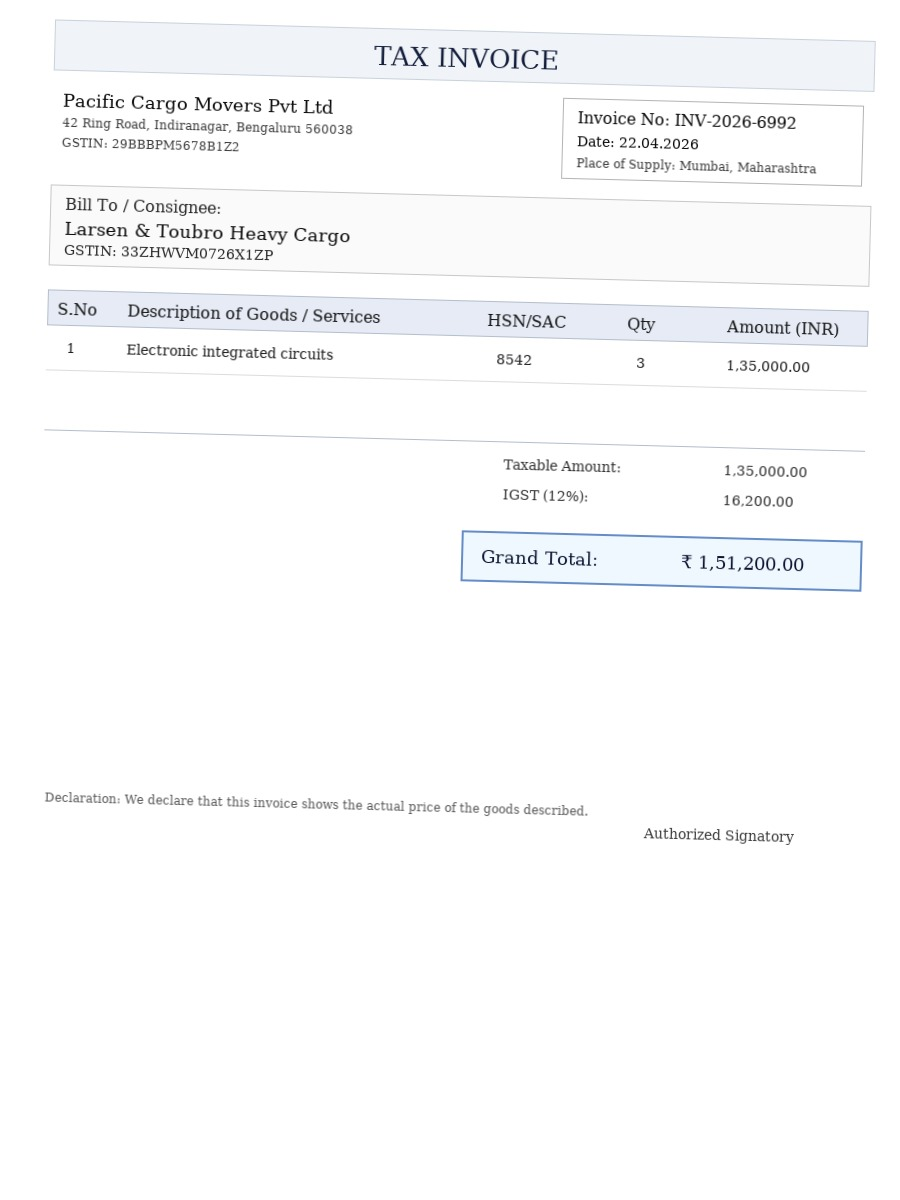 TAX INVOICE
Pacific Cargo Movers Pvt Ltd
42 Ring Road, Indiranagar, Bengaluru 560038
GSTIN: 29BBBPM5678B1Z2
Invoice No: INV-2026-6992
Date: 22.04.2026
Place of Supply: Mumbai, Maharashtra
Bill To / Consignee:
Larsen & Toubro Heavy Cargo
GSTIN: 33ZHWVM0726X1ZP
S.No Description of Goods / Services HSN/SAC Qty Amount (INR)
1 Electronic integrated circuits 8542 3 1,35,000.00
Taxable Amount: 1,35,000.00
IGST (12%): 16,200.00
Grand Total: ₹ 1,51,200.00
Declaration: We declare that this invoice shows the actual price of the goods described.
Authorized Signatory